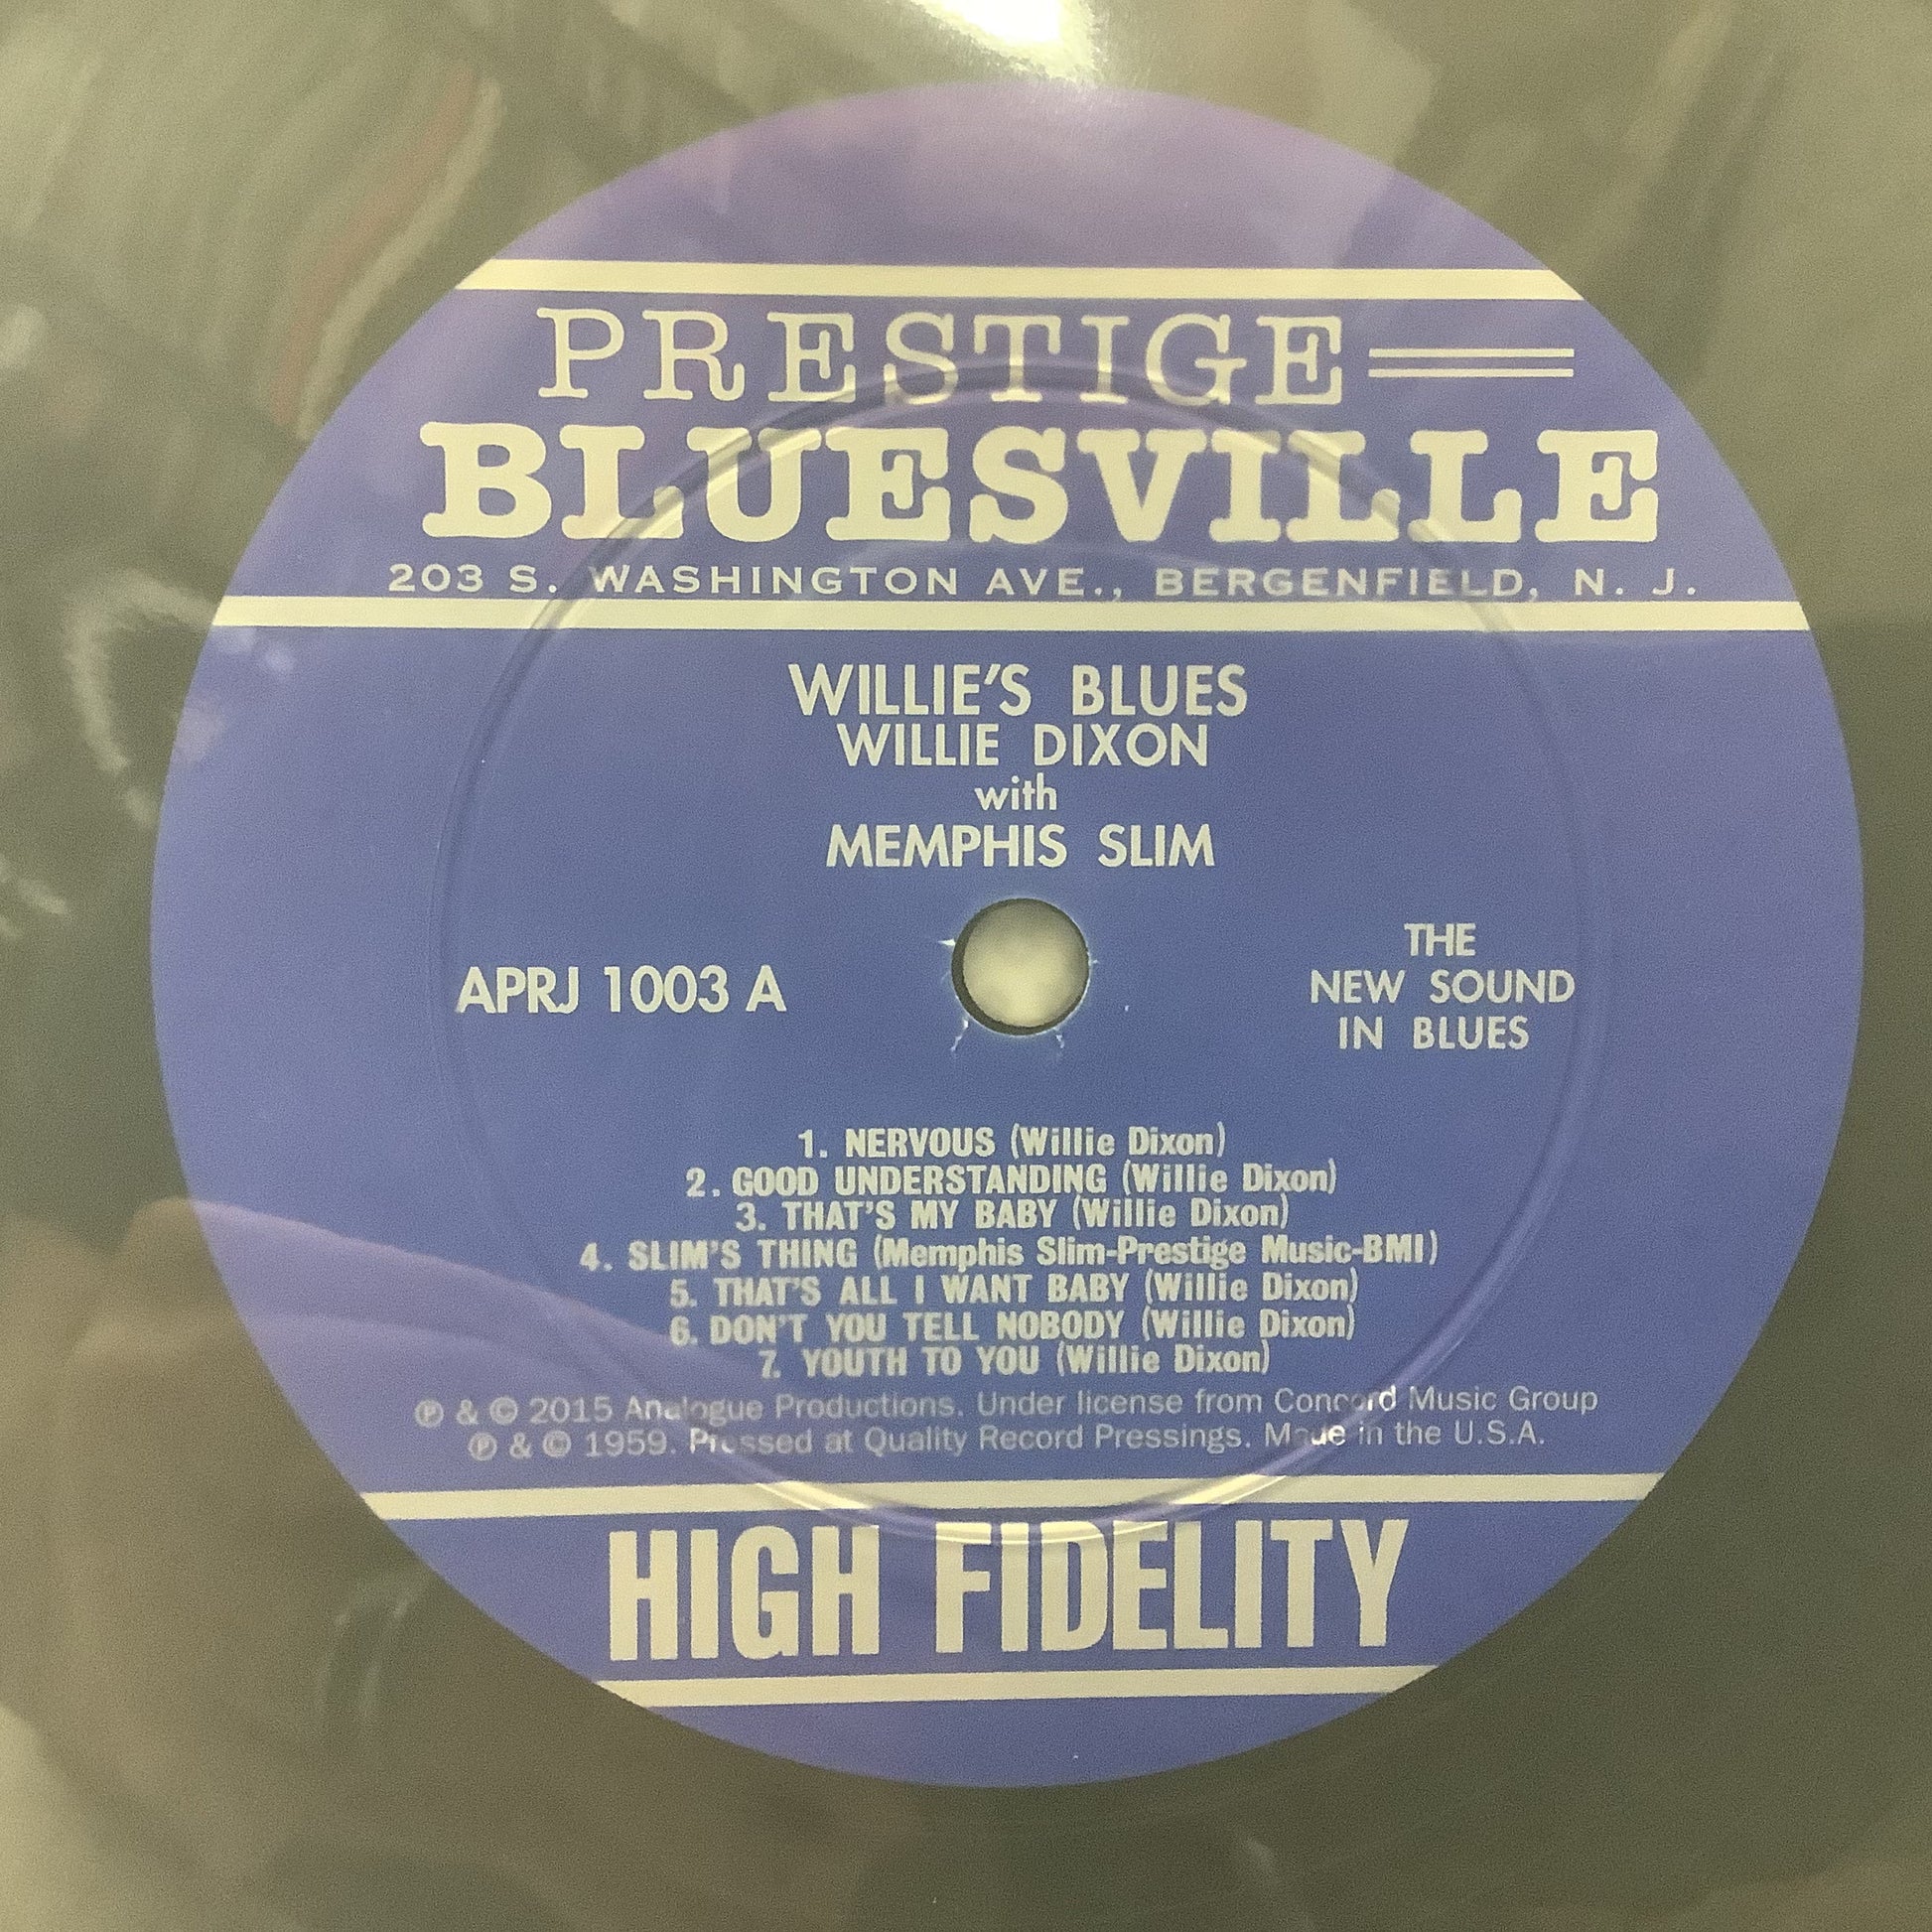 PRESTIGE
BLUESVILLE
203 S. WASHINGTON AVE., BERGENFIELD, N. J.
WILLIE'S BLUES
WILLIE DIXON
with
MEMPHIS SLIM
APRJ 1003 A
THE
NEW SOUND
IN BLUES
1. NERVOUS (Willie Dixon)
2. GOOD UNDERSTANDING (Willie Dixon)
3. THAT'S MY BABY (Willie Dixon)
4. SLIM'S THING (Memphis Slim-Prestige Music-BMI)
5. THAT'S ALL I WANT BABY (Willie Dixon)
6. DON'T YOU TELL NOBODY (Willie Dixon)
7. YOUTH TO YOU (Willie Dixon)
℗ & © 2015 Analogue Productions. Under license from Concord Music Group
℗ & © 1959. Pressed at Quality Record Pressings. Made in the U.S.A.
HIGH FIDELITY